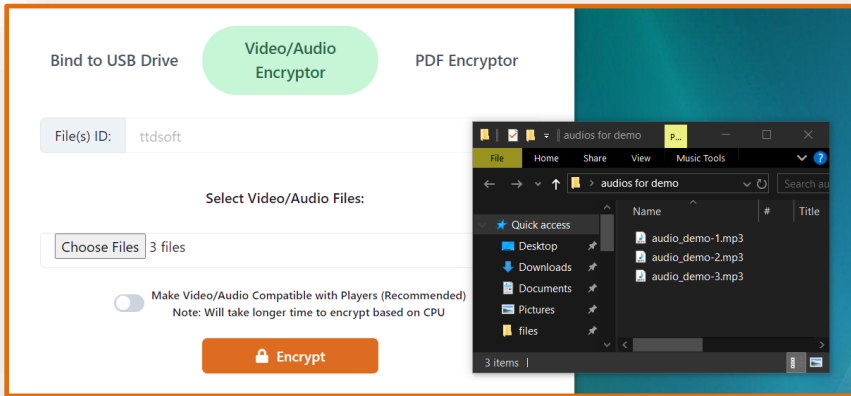 Bind to USB Drive
Video/Audio
Encryptor
PDF Encryptor
File(s) ID:
ttdsoft
Select Video/Audio Files:
Choose Files 3 files
Make Video/Audio Compatible with Players (Recommended)
Note: Will take longer time to encrypt based on CPU
Encrypt
audios for demo
P...
File Home Share View Music Tools
audios for demo
Search au
Name # Title
Quick access
Desktop
Downloads
Documents
Pictures
files
audio_demo-1.mp3
audio_demo-2.mp3
audio_demo-3.mp3
3 items